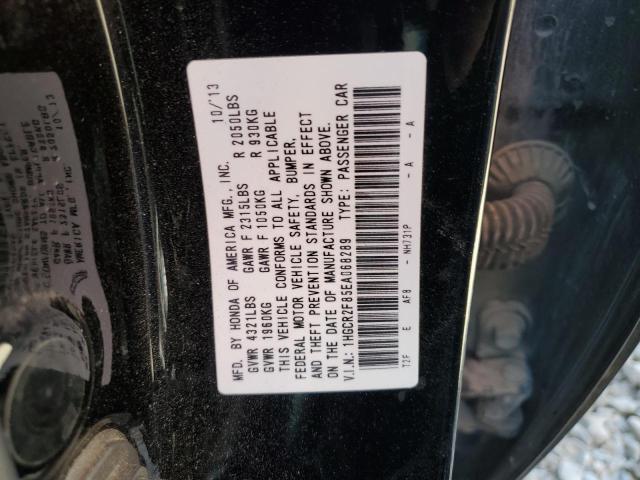 MFD. BY HONDA OF AMERICA MFG., INC. 10/'13
GVWR 4321LBS GAWR F 2315LBS R 2050LBS
GVWR 1960KG GAWR F 1050KG R 930KG
THIS VEHICLE CONFORMS TO ALL APPLICABLE
FEDERAL MOTOR VEHICLE SAFETY, BUMPER,
AND THEFT PREVENTION STANDARDS IN EFFECT
ON THE DATE OF MANUFACTURE SHOWN ABOVE.
V.I.N.: 1HGCR2F85EA068289 TYPE: PASSENGER CAR
T2F E AF8 NH731P - A - A - A